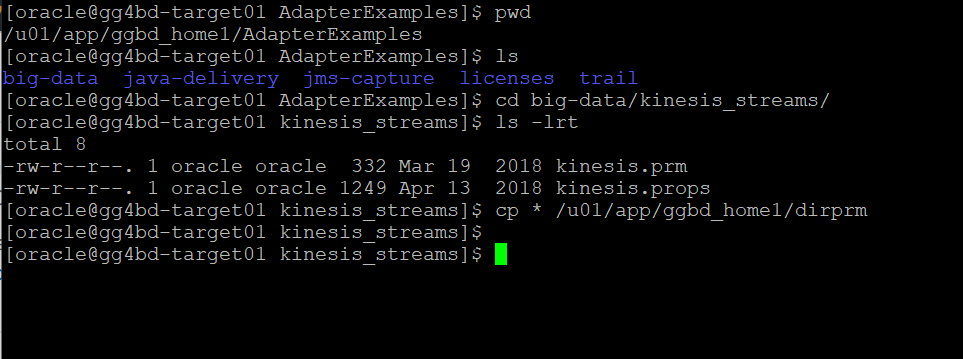 [oracle@gg4bd-target01 AdapterExamples]$ pwd
/u01/app/ggbd_home1/AdapterExamples
[oracle@gg4bd-target01 AdapterExamples]$ ls
big-data  java-delivery  jms-capture  licenses  trail
[oracle@gg4bd-target01 AdapterExamples]$ cd big-data/kinesis_streams/
[oracle@gg4bd-target01 kinesis_streams]$ ls -lrt
total 8
-rw-r--r--. 1 oracle oracle  332 Mar 19  2018 kinesis.prm
-rw-r--r--. 1 oracle oracle 1249 Apr 13  2018 kinesis.props
[oracle@gg4bd-target01 kinesis_streams]$ cp * /u01/app/ggbd_home1/dirprm
[oracle@gg4bd-target01 kinesis_streams]$
[oracle@gg4bd-target01 kinesis_streams]$